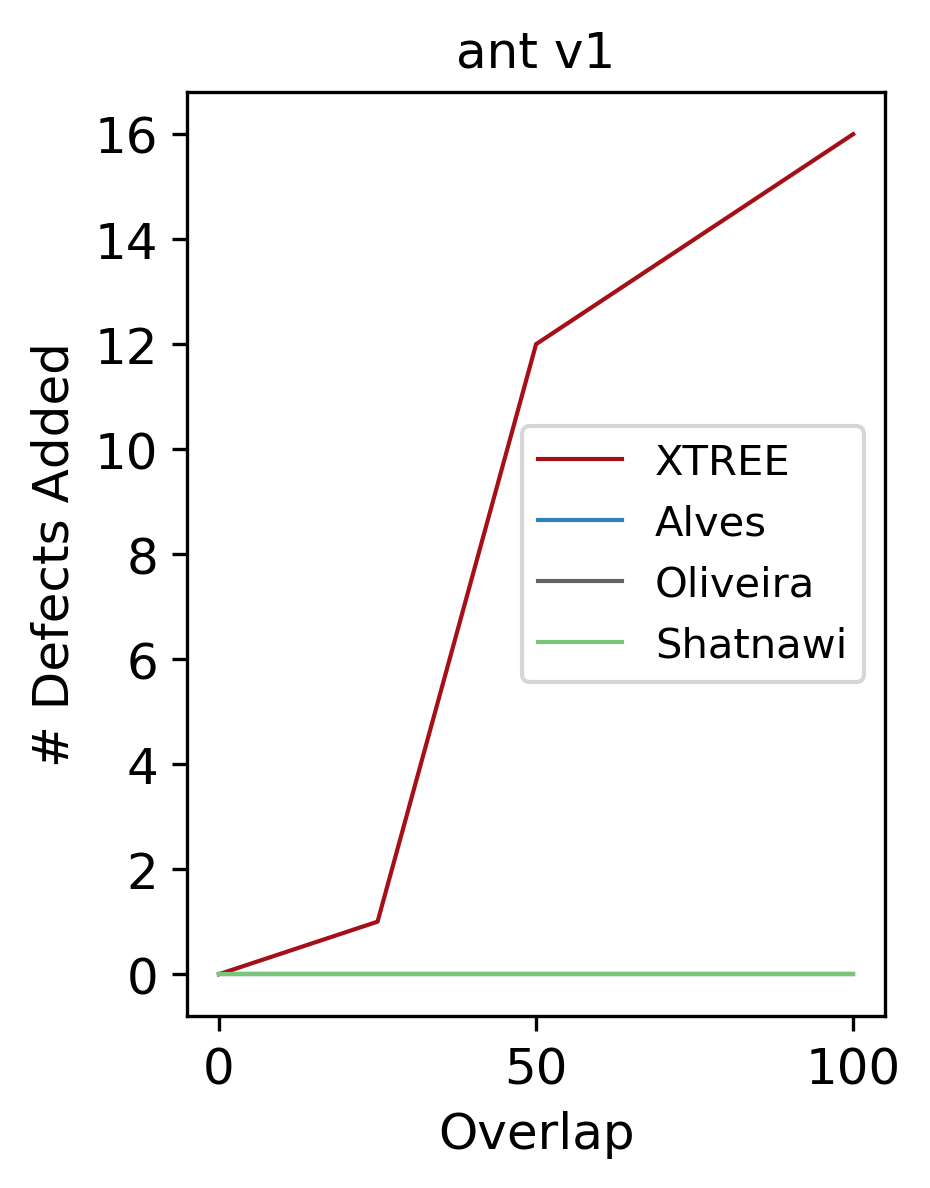 ant v1
16
14
12
10
8
6
4
2
0
# Defects Added
XTREE
Alves
Oliveira
Shatnawi
0 50 100
Overlap